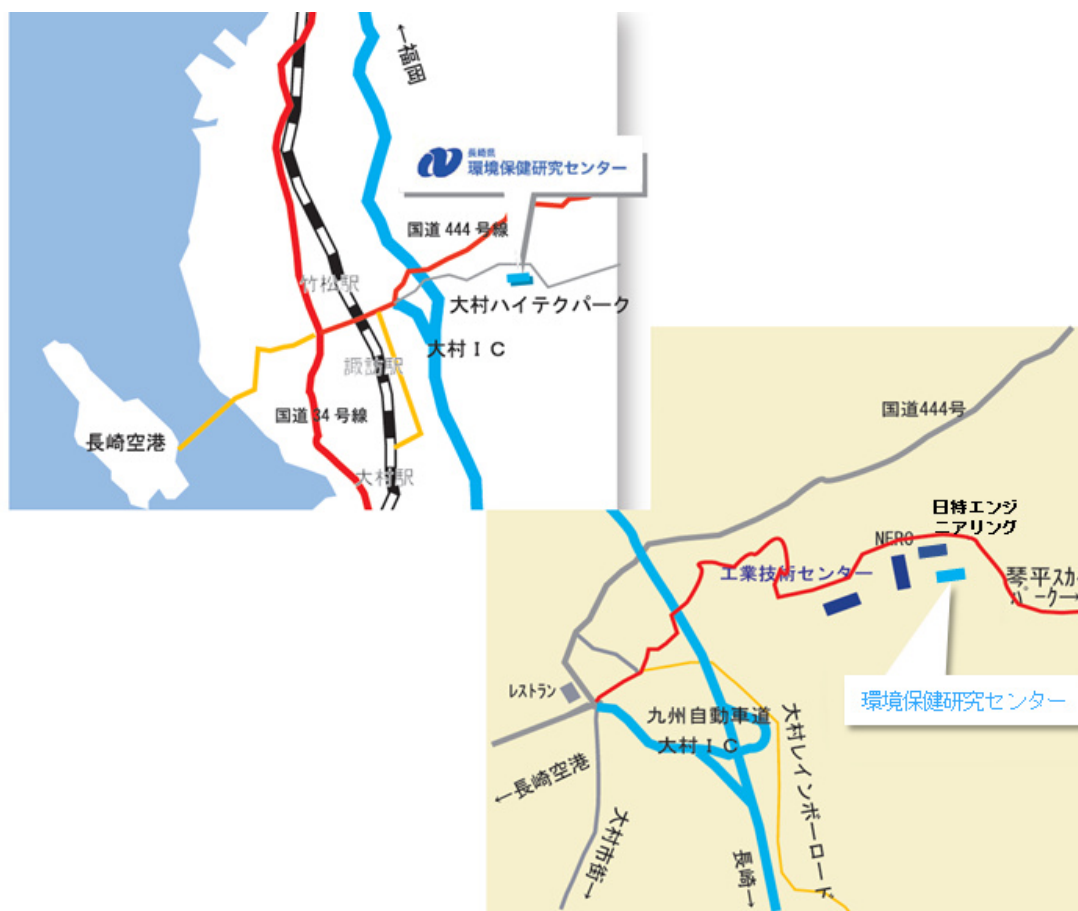 ←福岡
長崎県
環境保健研究センター
国道444号線
竹松駅
大村ハイテクパーク
大村IC
諏訪駅
国道34号線
長崎空港
大村駅
国道444号
日特エンジ
ニアリング
NERC
工業技術センター
琴平スカイ
パーク→
レストラン
環境保健研究センター
九州自動車道
大村IC
←長崎空港
大村レインボーロード
大村市街→
長崎→